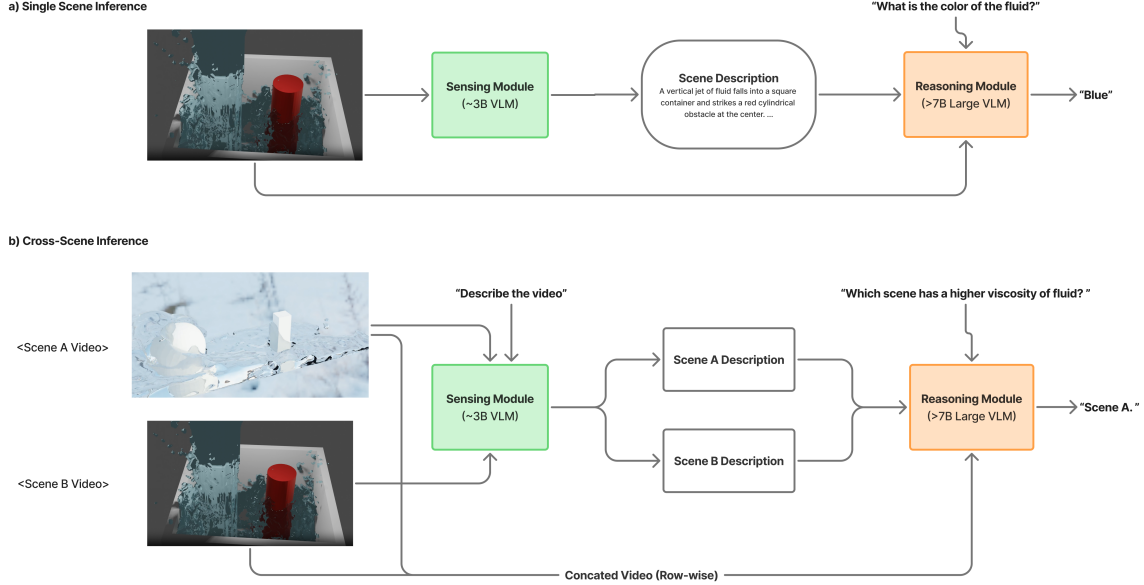 a) Single Scene Inference
“What is the color of the fluid?”
Sensing Module
(~3B VLM)
Scene Description
A vertical jet of fluid falls into a square
container and strikes a red cylindrical
obstacle at the center. ...
Reasoning Module
(>7B Large VLM)
“Blue”
b) Cross-Scene Inference
“Describe the video”
“Which scene has a higher viscosity of fluid? ”
<Scene A Video>
Sensing Module
(~3B VLM)
Scene A Description
Reasoning Module
(>7B Large VLM)
“Scene A. ”
Scene B Description
<Scene B Video>
Concated Video (Row-wise)